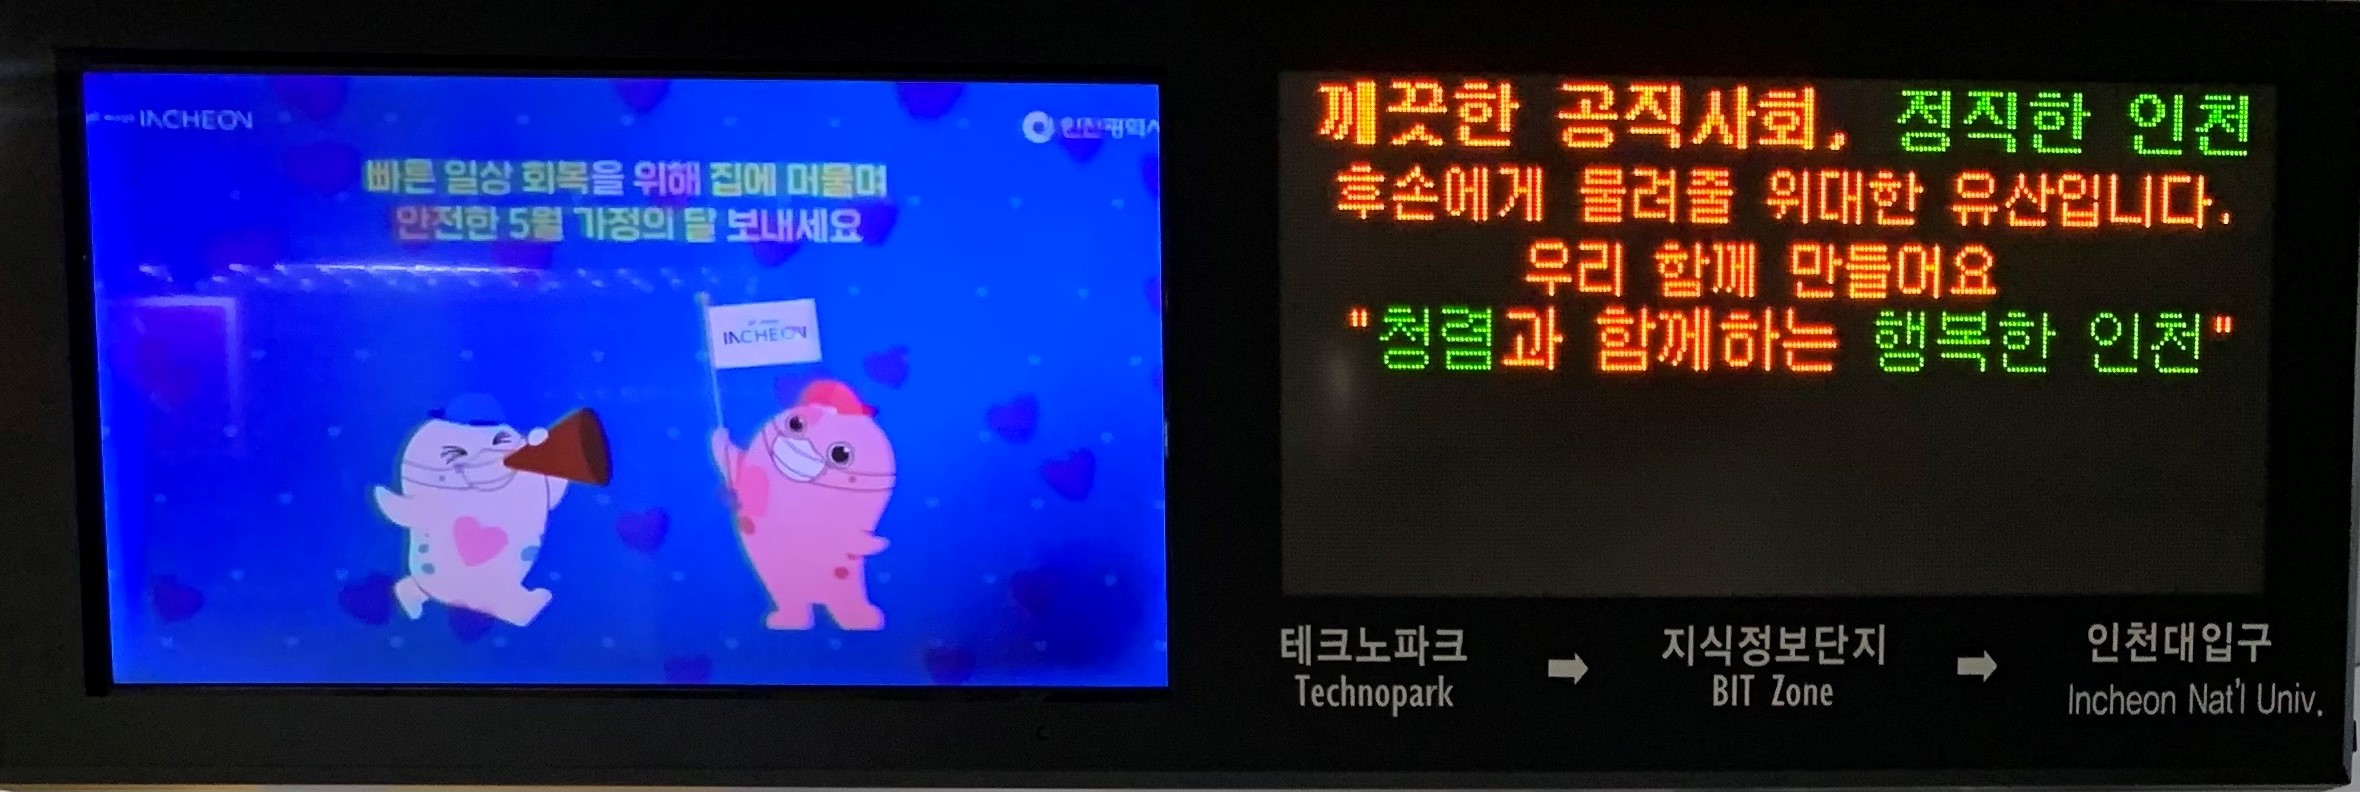 INCHEON
인천광역시
빠른 일상 회복을 위해 집에 머물며
안전한 5월 가정의 달 보내세요
INCHEON
깨끗한 공직사회, 정직한 인천
후손에게 물려줄 위대한 유산입니다.
우리 함께 만들어요
"청렴과 함께하는 행복한 인천"
테크노파크 ➡ 지식정보단지 ➡ 인천대입구
Technopark BIT Zone Incheon Nat'l Univ.